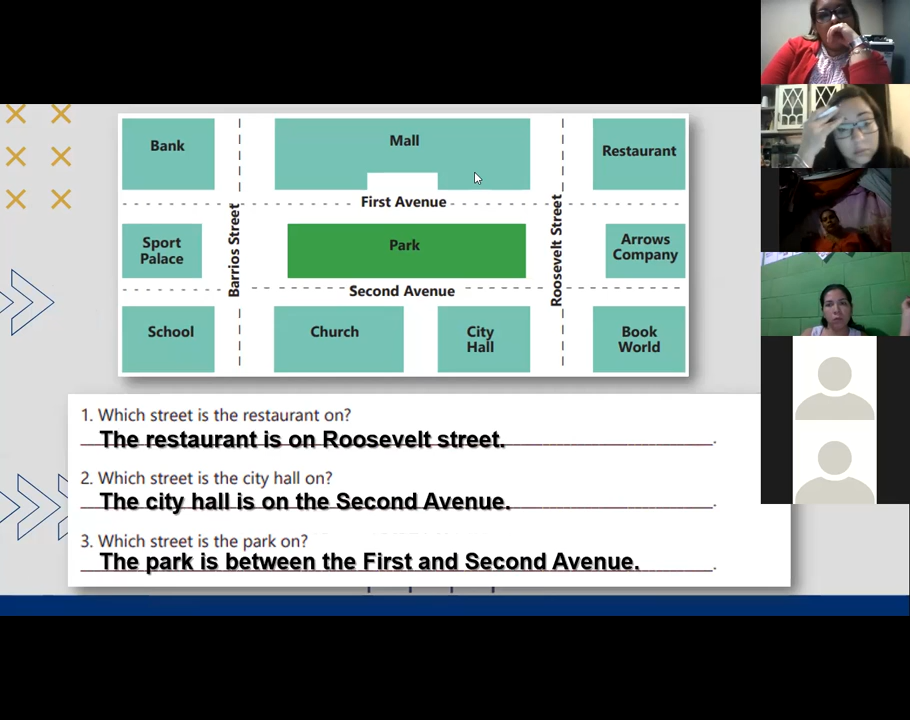 Bank
Mall
Restaurant
First Avenue
Barrios Street
Roosevelt Street
Sport
Palace
Park
Arrows
Company
Second Avenue
School
Church
City
Hall
Book
World
1. Which street is the restaurant on?
The restaurant is on Roosevelt street.
2. Which street is the city hall on?
The city hall is on the Second Avenue.
3. Which street is the park on?
The park is between the First and Second Avenue.